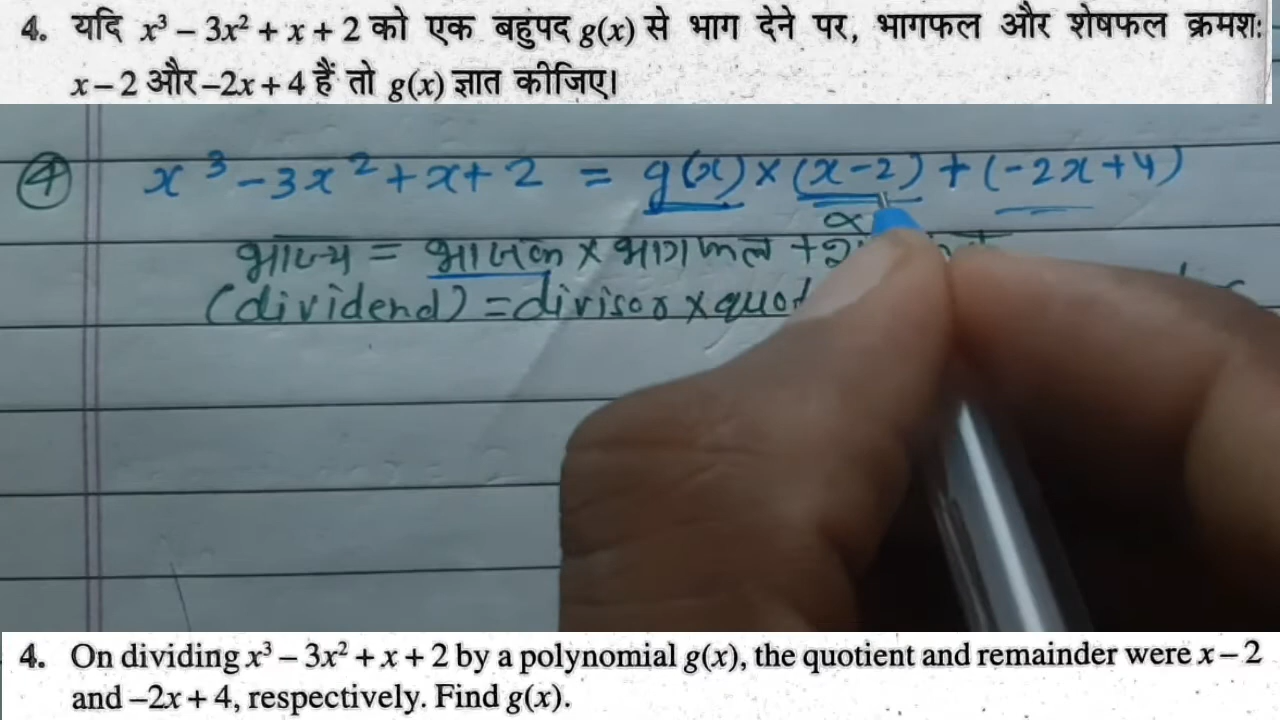 4. यदि x³ – 3x² + x + 2 को एक बहुपद g(x) से भाग देने पर, भागफल और शेषफल क्रमशः
x – 2 और –2x + 4 हैं तो g(x) ज्ञात कीजिए।
④ x³ - 3x² + x + 2 = g(x) × (x-2) + (-2x+4)
भाज्य = भाजक × भागफल +
(dividend) = divisor ×
4. On dividing x³ – 3x² + x + 2 by a polynomial g(x), the quotient and remainder were x – 2
and –2x + 4, respectively. Find g(x).